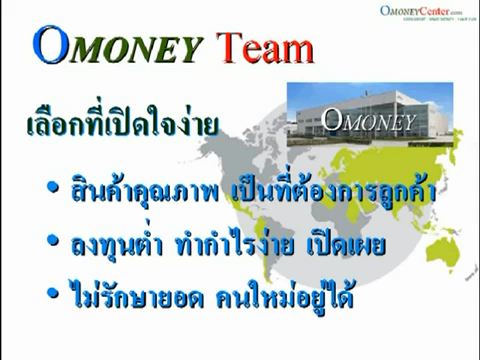 OMONEYCenter.com
OMONEY Team
เลือกที่เปิดใจง่าย
OMONEY
• สินค้าคุณภาพ เป็นที่ต้องการลูกค้า
• ลงทุนต่ำ ทำกำไรง่าย เปิดเผย
• ไม่รักษายอด คนใหม่อยู่ได้